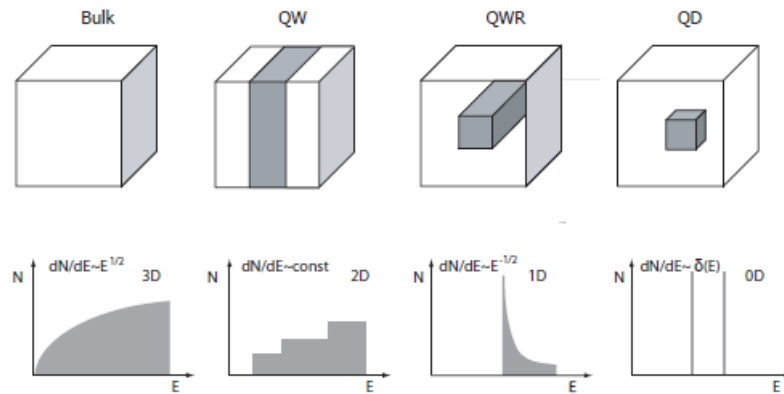 Bulk
QW
QWR
QD
dN/dE~E^1/2
3D
N
E
dN/dE~const
2D
N
E
dN/dE~E^-1/2
1D
N
E
dN/dE~ δ(E)
0D
N
E